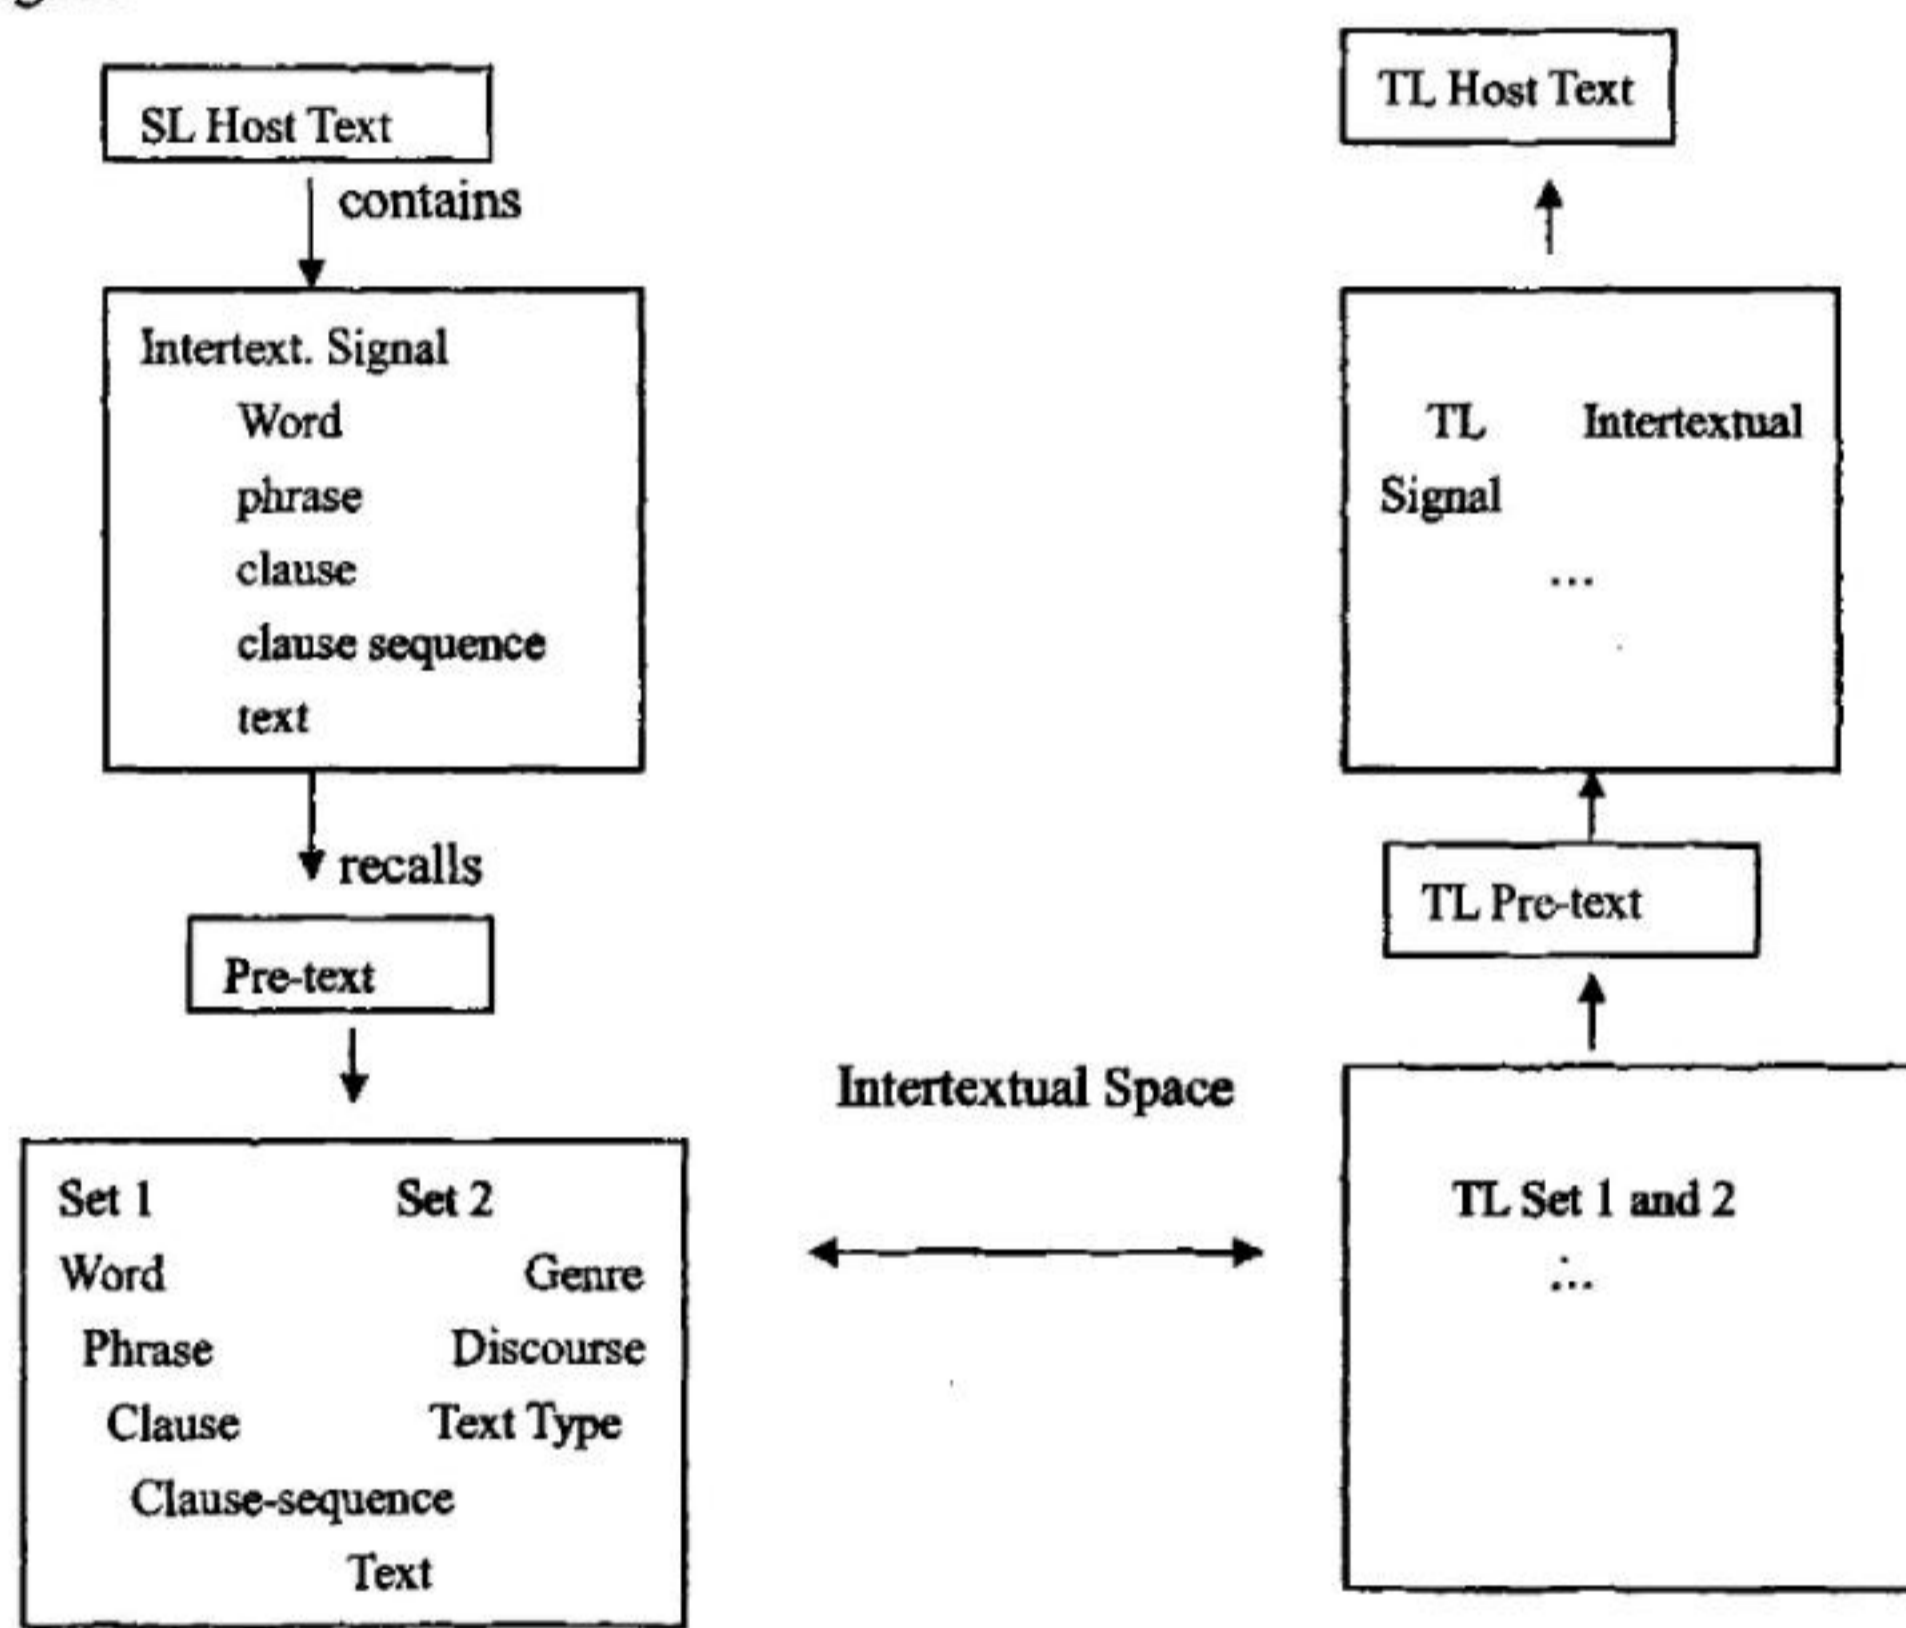 SL Host Text
contains
Intertext. Signal
Word
phrase
clause
clause sequence
text
recalls
Pre-text
Set 1 Set 2
Word Genre
Phrase Discourse
Clause Text Type
Clause-sequence
Text
Intertextual Space
TL Host Text
TL Intertextual
Signal
...
TL Pre-text
TL Set 1 and 2
...